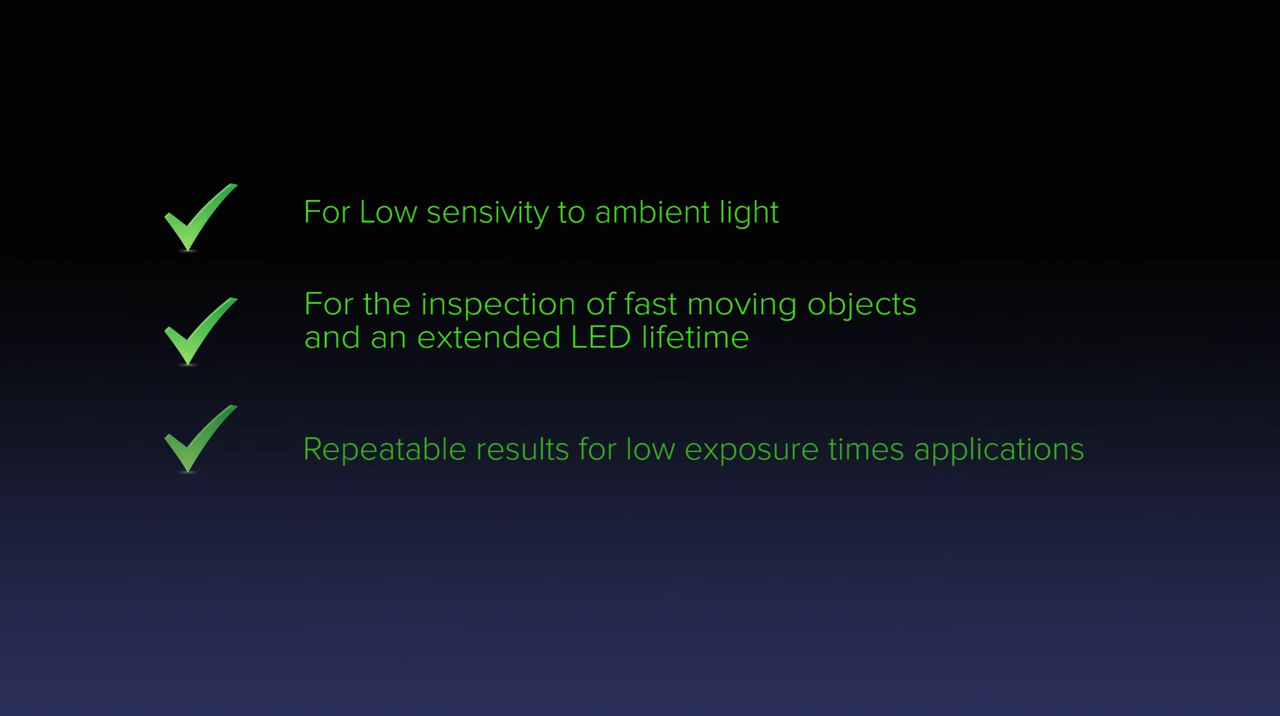 For Low sensivity to ambient light
For the inspection of fast moving objects
and an extended LED lifetime
Repeatable results for low exposure times applications